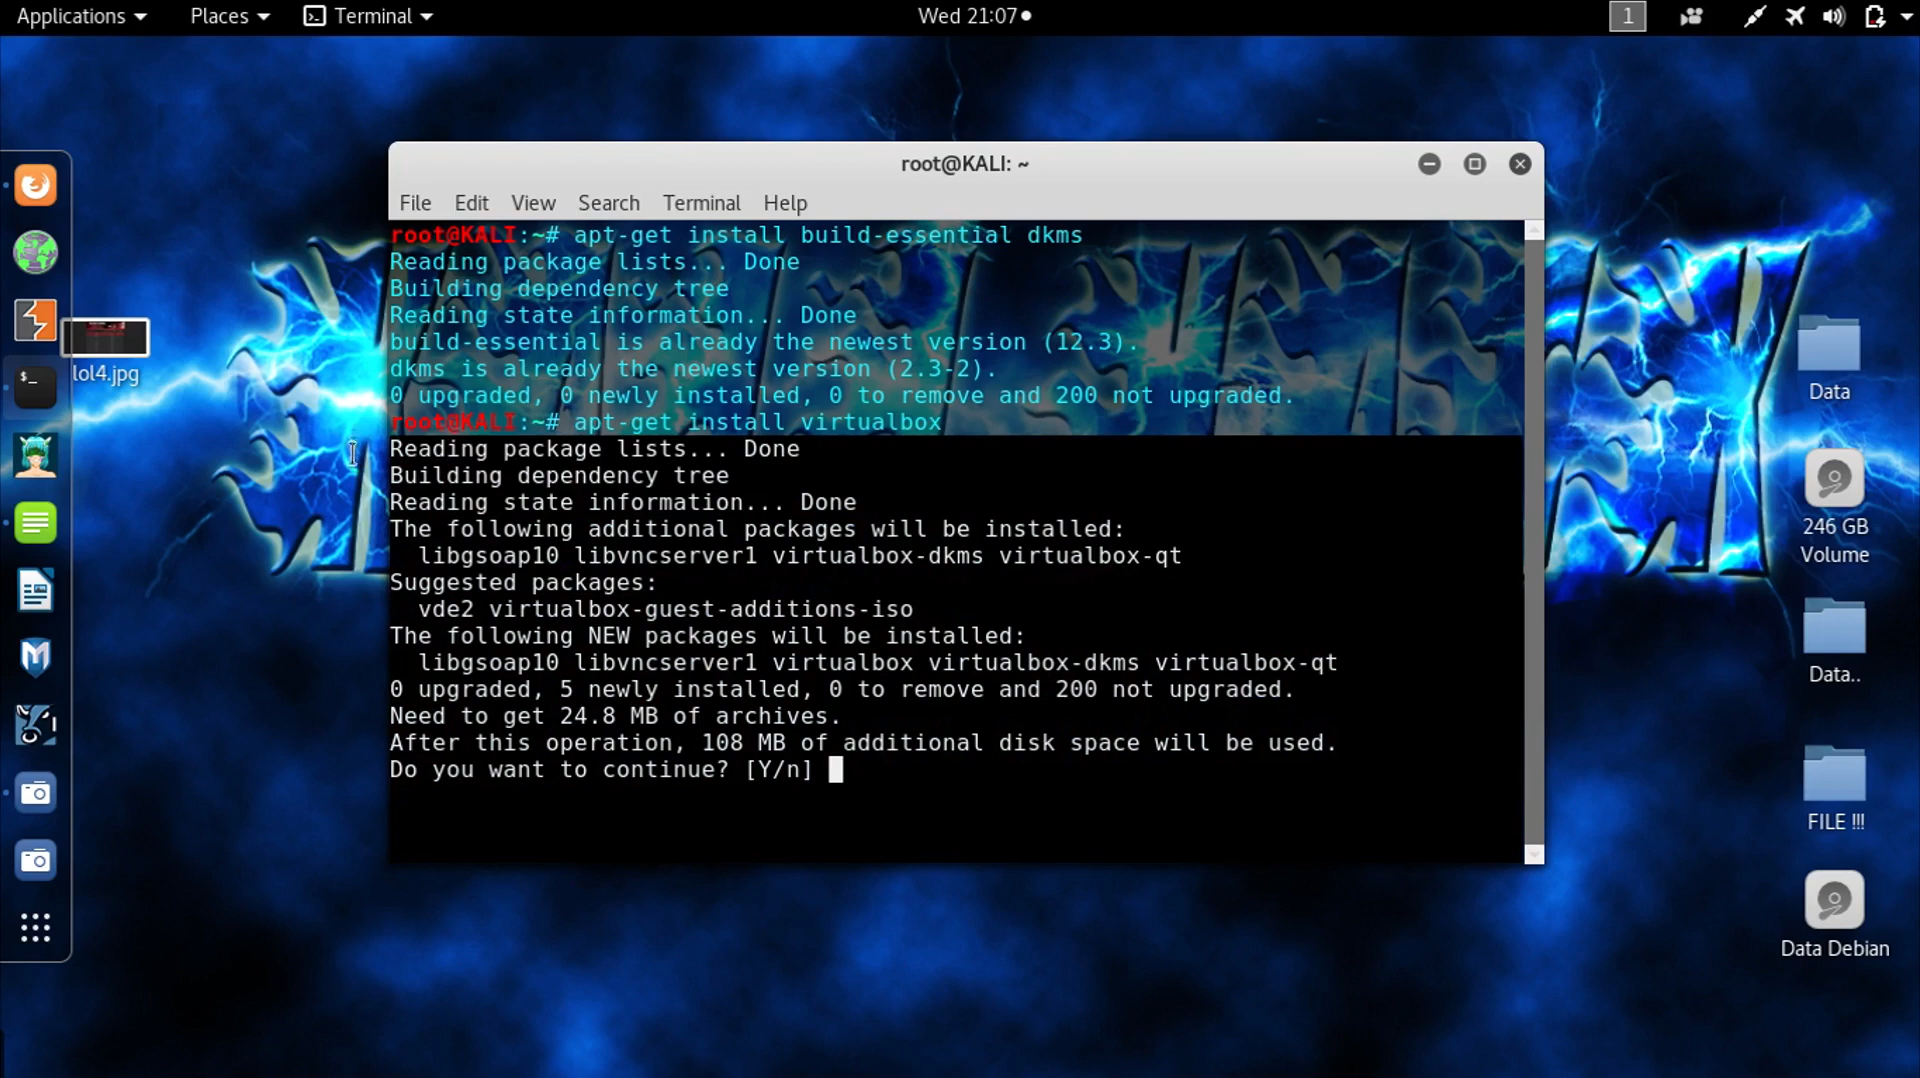 Applications Places Terminal Wed 21:07 1
root@KALI: ~
File Edit View Search Terminal Help
root@KALI:~# apt-get install build-essential dkms
Reading package lists... Done
Building dependency tree
Reading state information... Done
build-essential is already the newest version (12.3).
dkms is already the newest version (2.3-2).
0 upgraded, 0 newly installed, 0 to remove and 200 not upgraded.
root@KALI:~# apt-get install virtualbox
Reading package lists... Done
Building dependency tree
Reading state information... Done
The following additional packages will be installed:
  libgsoap10 libvncserver1 virtualbox-dkms virtualbox-qt
Suggested packages:
  vde2 virtualbox-guest-additions-iso
The following NEW packages will be installed:
  libgsoap10 libvncserver1 virtualbox virtualbox-dkms virtualbox-qt
0 upgraded, 5 newly installed, 0 to remove and 200 not upgraded.
Need to get 24.8 MB of archives.
After this operation, 108 MB of additional disk space will be used.
Do you want to continue? [Y/n]
lol4.jpg
Data
246 GB
Volume
Data..
FILE !!!
Data Debian